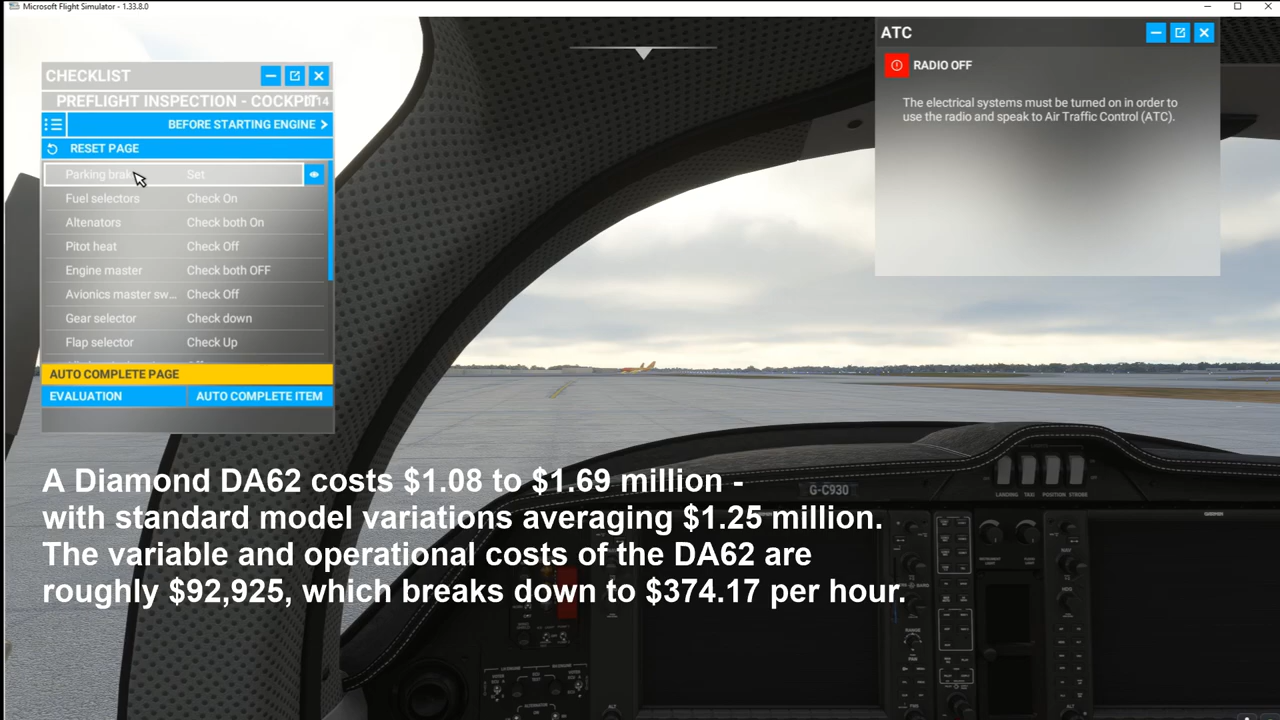 Microsoft Flight Simulator - 1.33.8.0
CHECKLIST
PREFLIGHT INSPECTION - COCKPIT
BEFORE STARTING ENGINE >
RESET PAGE
Parking brak Set
Fuel selectors Check On
Altenators Check both On
Pitot heat Check Off
Engine master Check both OFF
Avionics master sw... Check Off
Gear selector Check down
Flap selector Check Up
AUTO COMPLETE PAGE
EVALUATION AUTO COMPLETE ITEM
ATC
RADIO OFF
The electrical systems must be turned on in order to
use the radio and speak to Air Traffic Control (ATC).
A Diamond DA62 costs $1.08 to $1.69 million -
with standard model variations averaging $1.25 million.
The variable and operational costs of the DA62 are
roughly $92,925, which breaks down to $374.17 per hour.
G-C930
LANDING TAXI POSITION STROBE